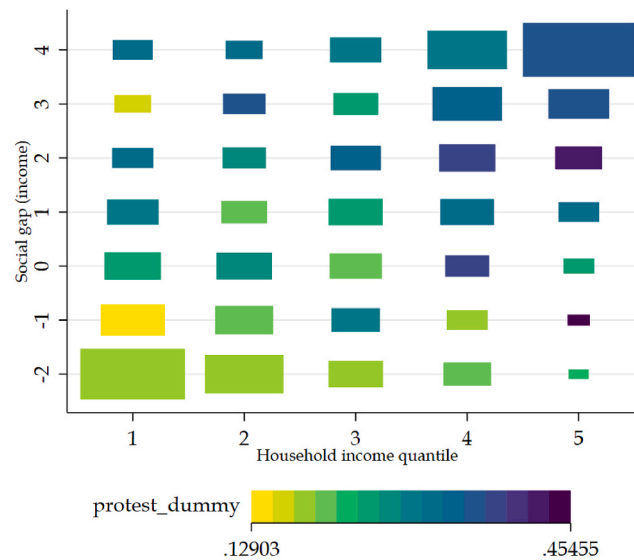 Social gap (income)
4
3
2
1
0
-1
-2
1 2 3 4 5
Household income quantile
protest_dummy
.12903 .45455